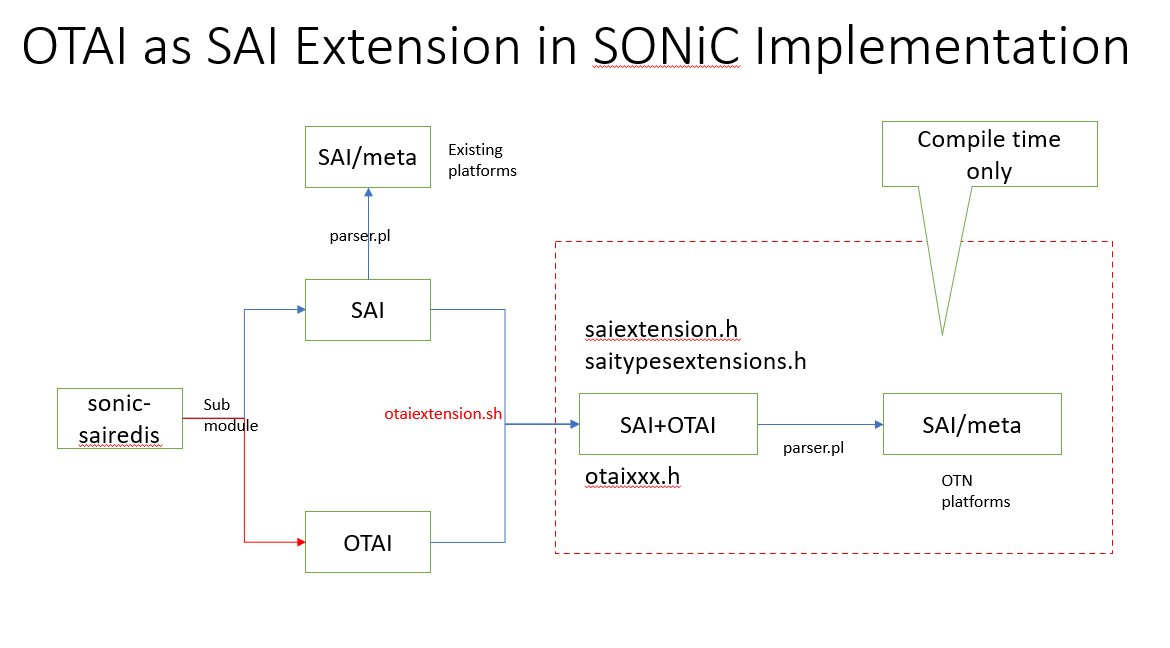 OTAI as SAI Extension in SONiC Implementation
SAI/meta
Existing
platforms
Compile time
only
parser.pl
SAI
saiextension.h
saitypesextensions.h
sonic-
sairedis
Sub
module
otaiextension.sh
SAI+OTAI
parser.pl
SAI/meta
otaixxx.h
OTN
platforms
OTAI